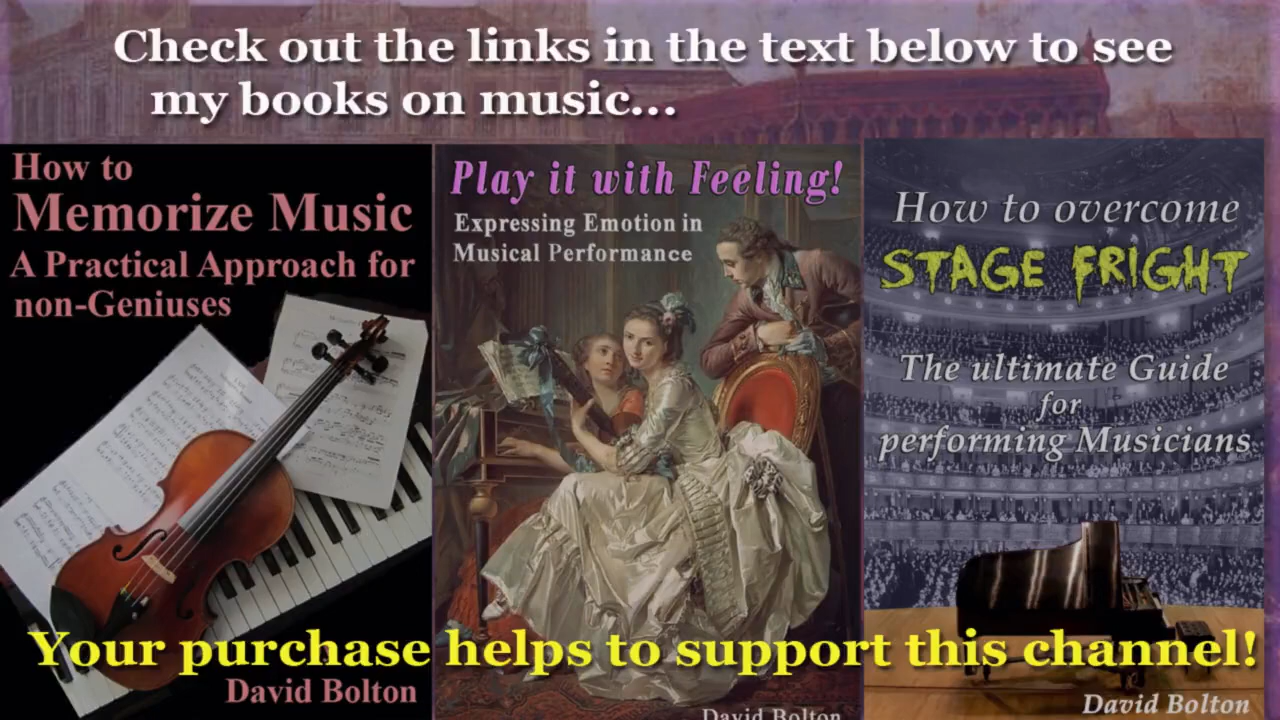 Check out the links in the text below to see
my books on music...
How to
Memorize Music
A Practical Approach for
non-Geniuses
Play it with Feeling!
Expressing Emotion in
Musical Performance
How to overcome
STAGE FRIGHT
The ultimate Guide
for
performing Musicians
Your purchase helps to support this channel!
David Bolton
David Bolton
David Bolton